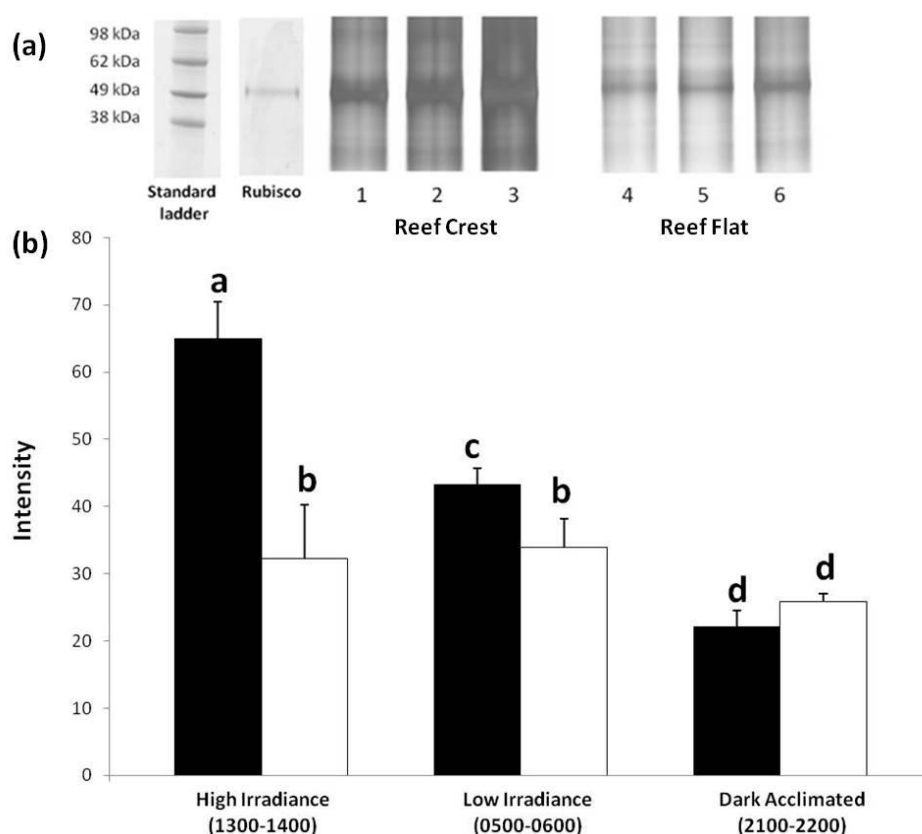 (a)
98 kDa
62 kDa
49 kDa
38 kDa
Standard
ladder
Rubisco
1
2
3
4
5
6
Reef Crest
Reef Flat
(b)
80
70
60
50
40
30
20
10
0
Intensity
a
b
c
b
d
d
High Irradiance
(1300-1400)
Low Irradiance
(0500-0600)
Dark Acclimated
(2100-2200)